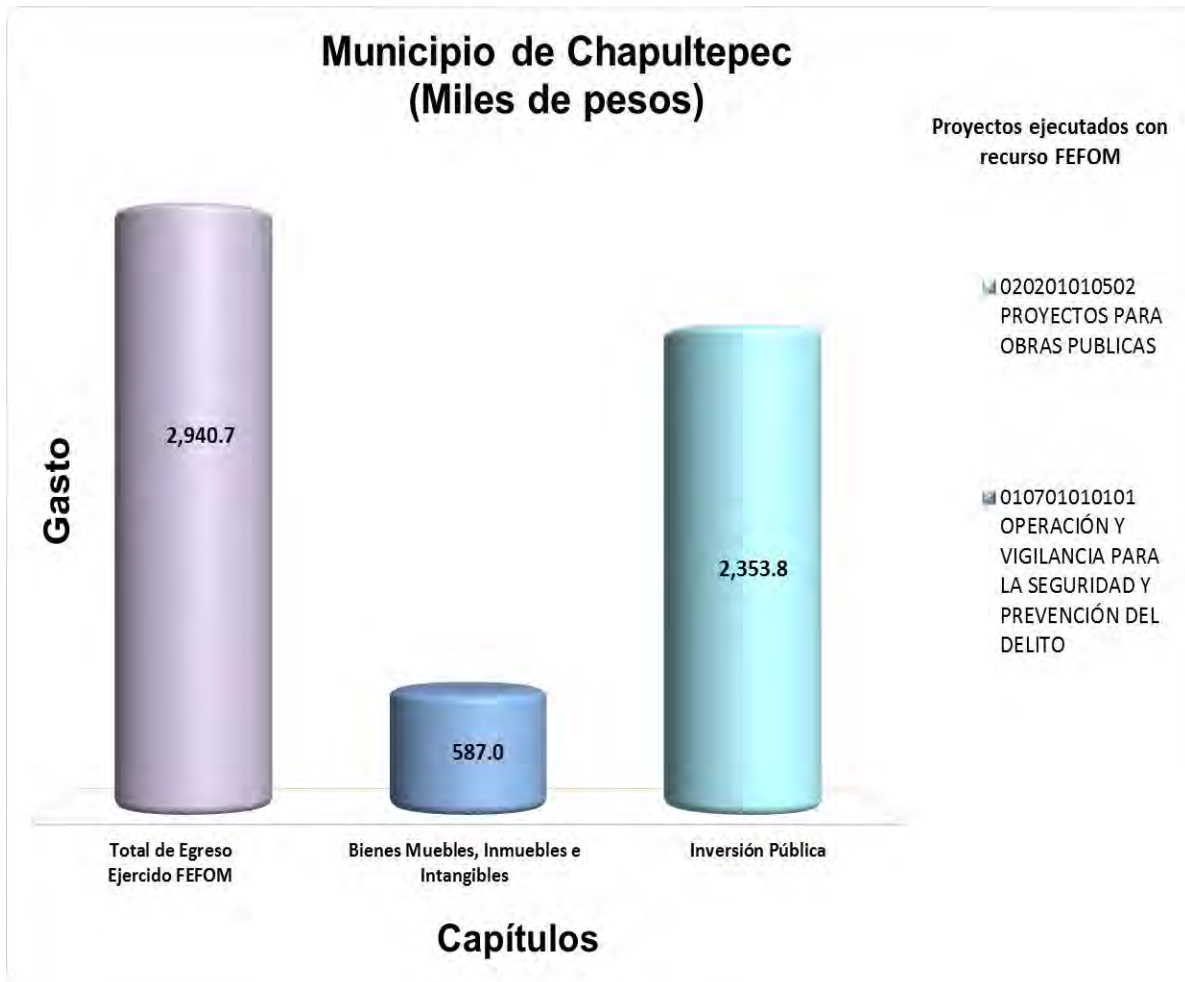 Municipio de Chapultepec
(Miles de pesos)
Proyectos ejecutados con
recurso FEFOM
020201010502
PROYECTOS PARA
OBRAS PUBLICAS
010701010101
OPERACIÓN Y
VIGILANCIA PARA
LA SEGURIDAD Y
PREVENCIÓN DEL
DELITO
Gasto
2,940.7
587.0
2,353.8
Total de Egreso
Ejercido FEFOM
Bienes Muebles, Inmuebles e
Intangibles
Inversión Pública
Capítulos